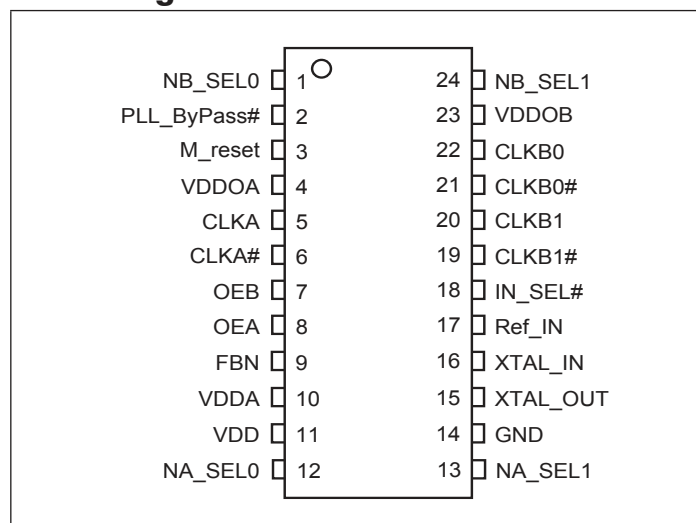 NB_SEL0 1 24 NB_SEL1
PLL_ByPass# 2 23 VDDOB
M_reset 3 22 CLKB0
VDDOA 4 21 CLKB0#
CLKA 5 20 CLKB1
CLKA# 6 19 CLKB1#
OEB 7 18 IN_SEL#
OEA 8 17 Ref_IN
FBN 9 16 XTAL_IN
VDDA 10 15 XTAL_OUT
VDD 11 14 GND
NA_SEL0 12 13 NA_SEL1